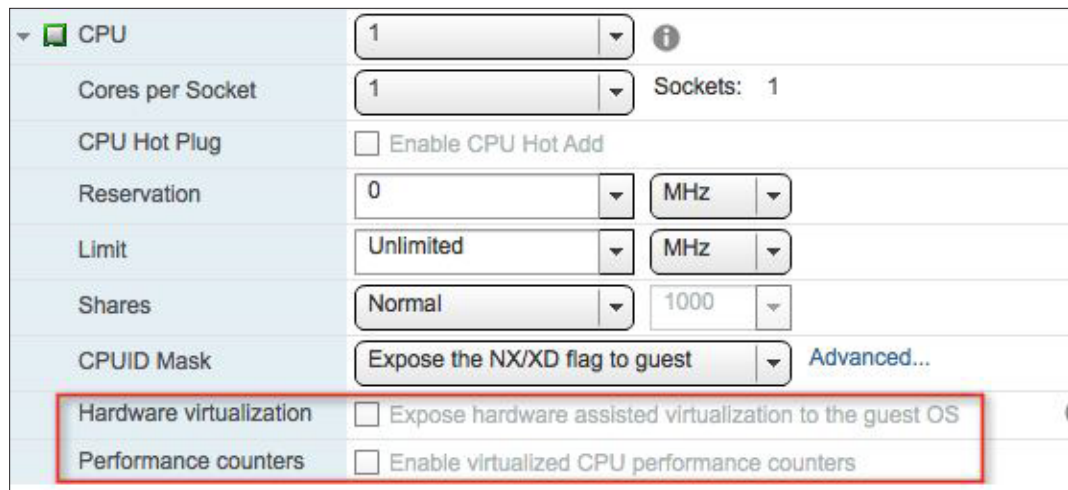 CPU 1
Cores per Socket 1 Sockets: 1
CPU Hot Plug Enable CPU Hot Add
Reservation 0 MHz
Limit Unlimited MHz
Shares Normal 1000
CPUID Mask Expose the NX/XD flag to guest Advanced...
Hardware virtualization Expose hardware assisted virtualization to the guest OS
Performance counters Enable virtualized CPU performance counters